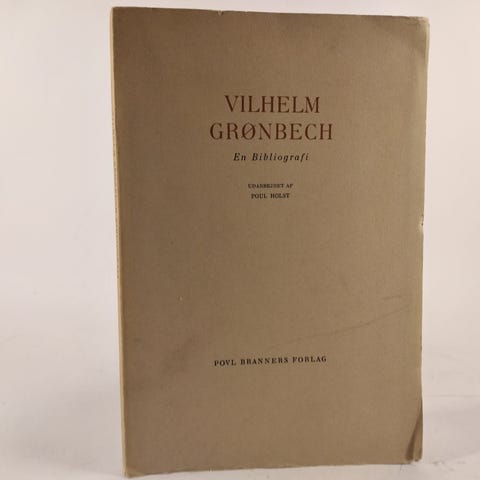 VILHELM
GRØNBECH
En Bibliografi
UDARBEJDET AF
POUL HOLST
POVL BRANNERS FORLAG